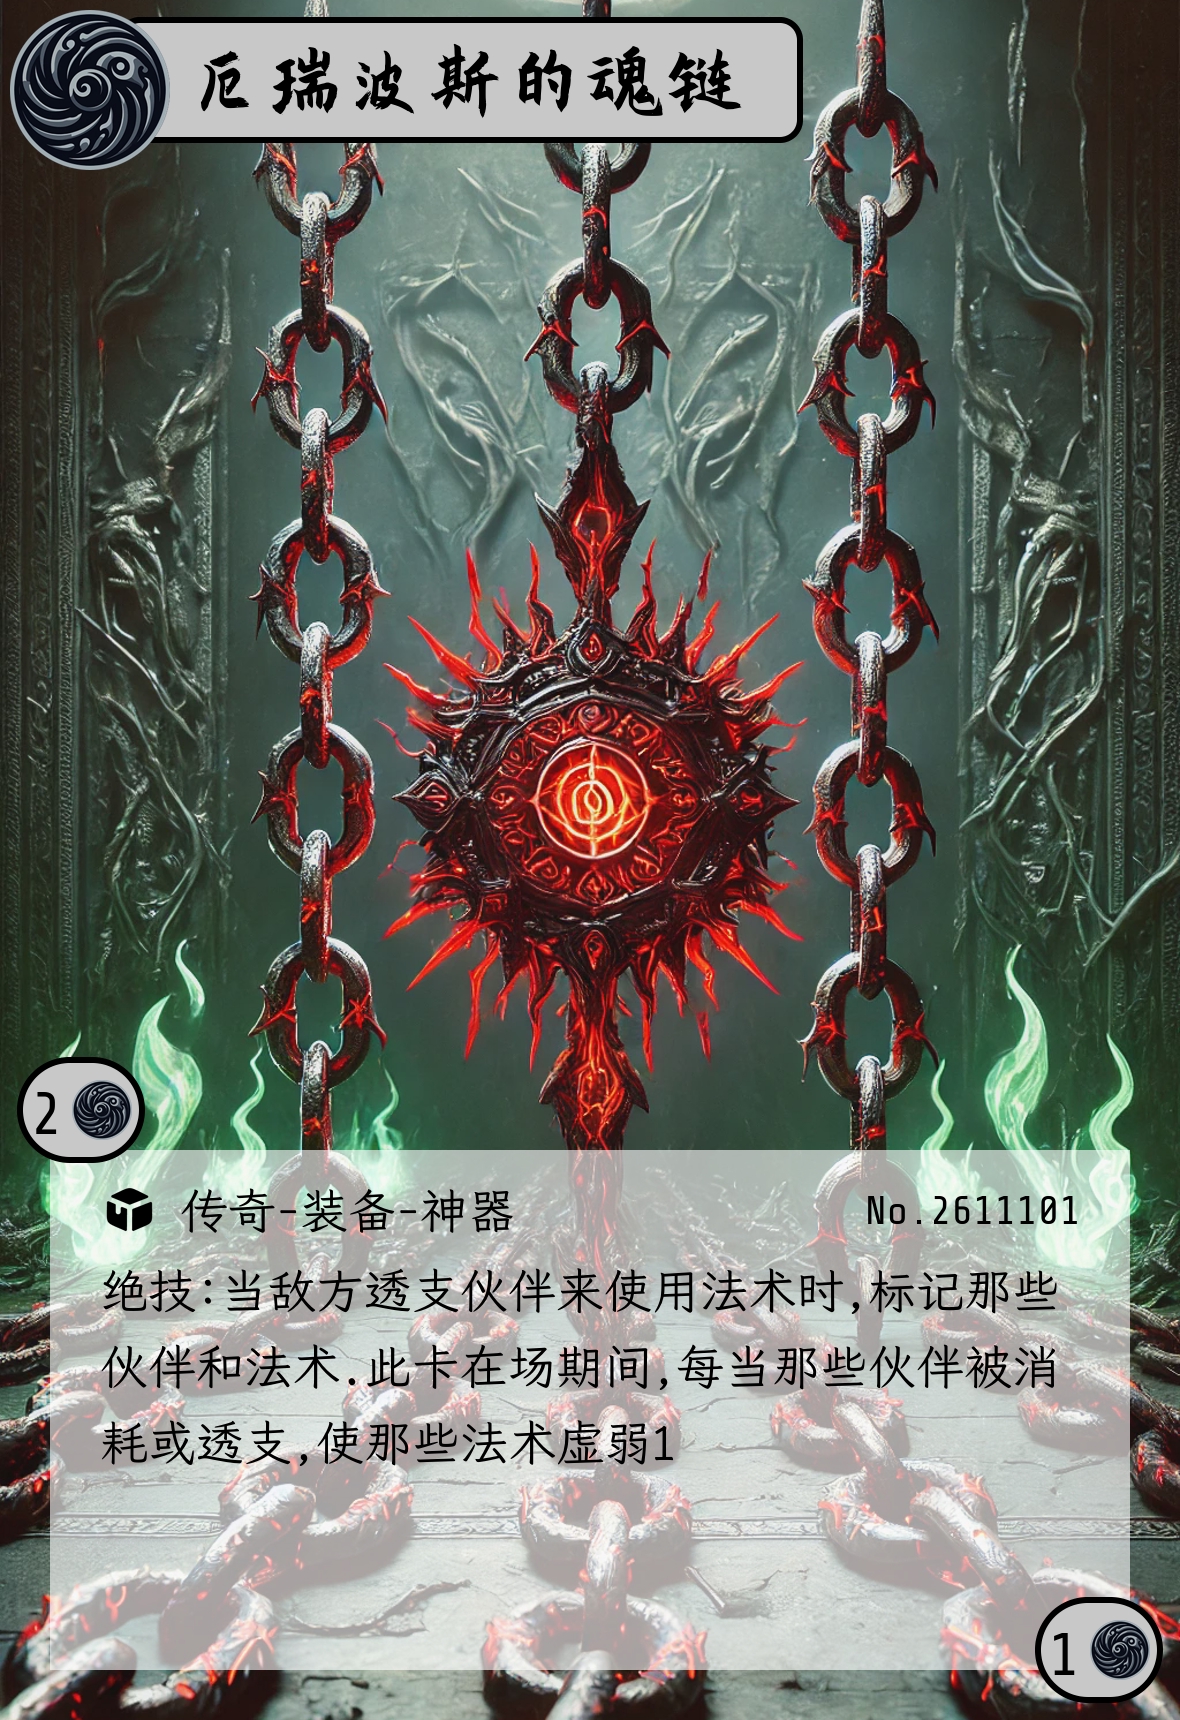 厄瑞波斯的魂链
2
传奇-装备-神器 No.2611101
绝技:当敌方透支伙伴来使用法术时,标记那些
伙伴和法术.此卡在场期间,每当那些伙伴被消
耗或透支,使那些法术虚弱1
1